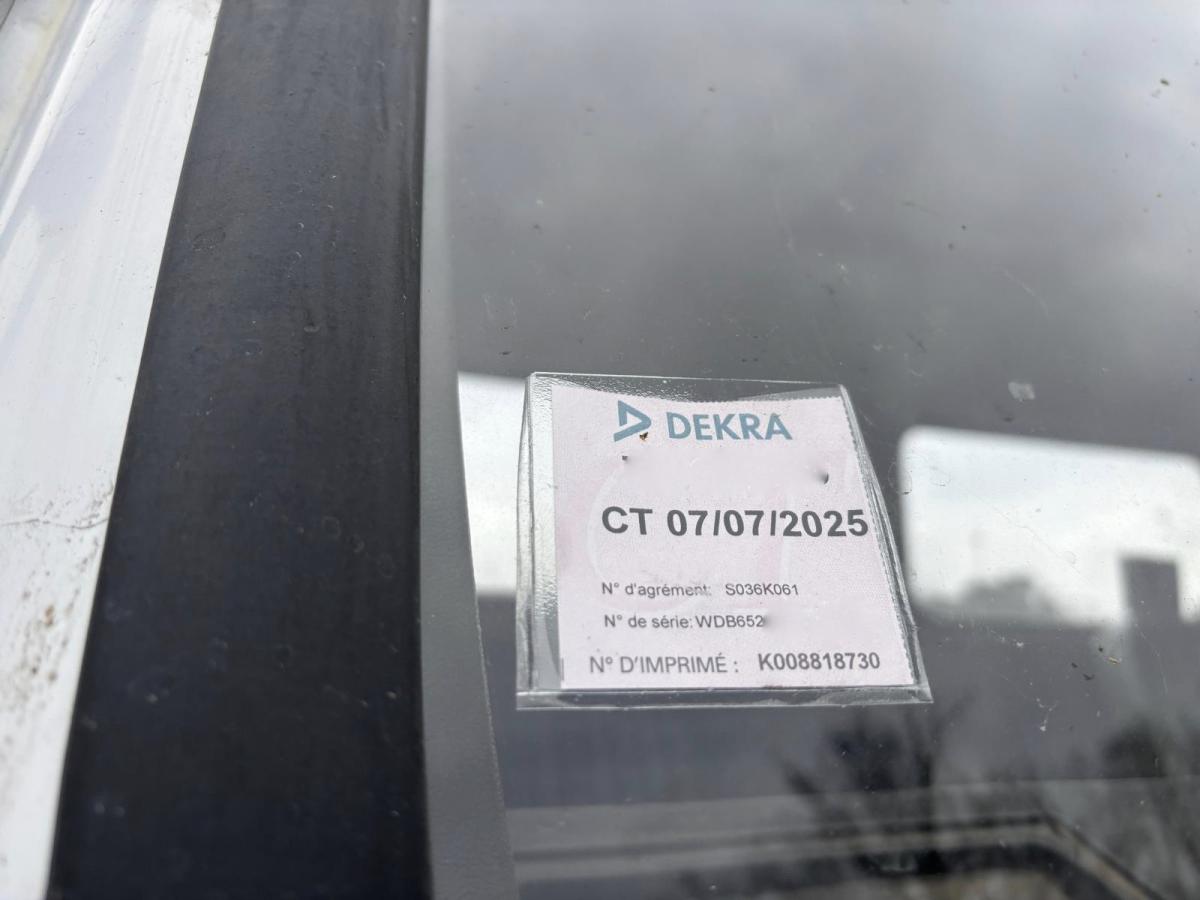 DEKRA
CT 07/07/2025
N° d'agrément: S036K061
N° de série: WDB652
N° D'IMPRIMÉ : K008818730